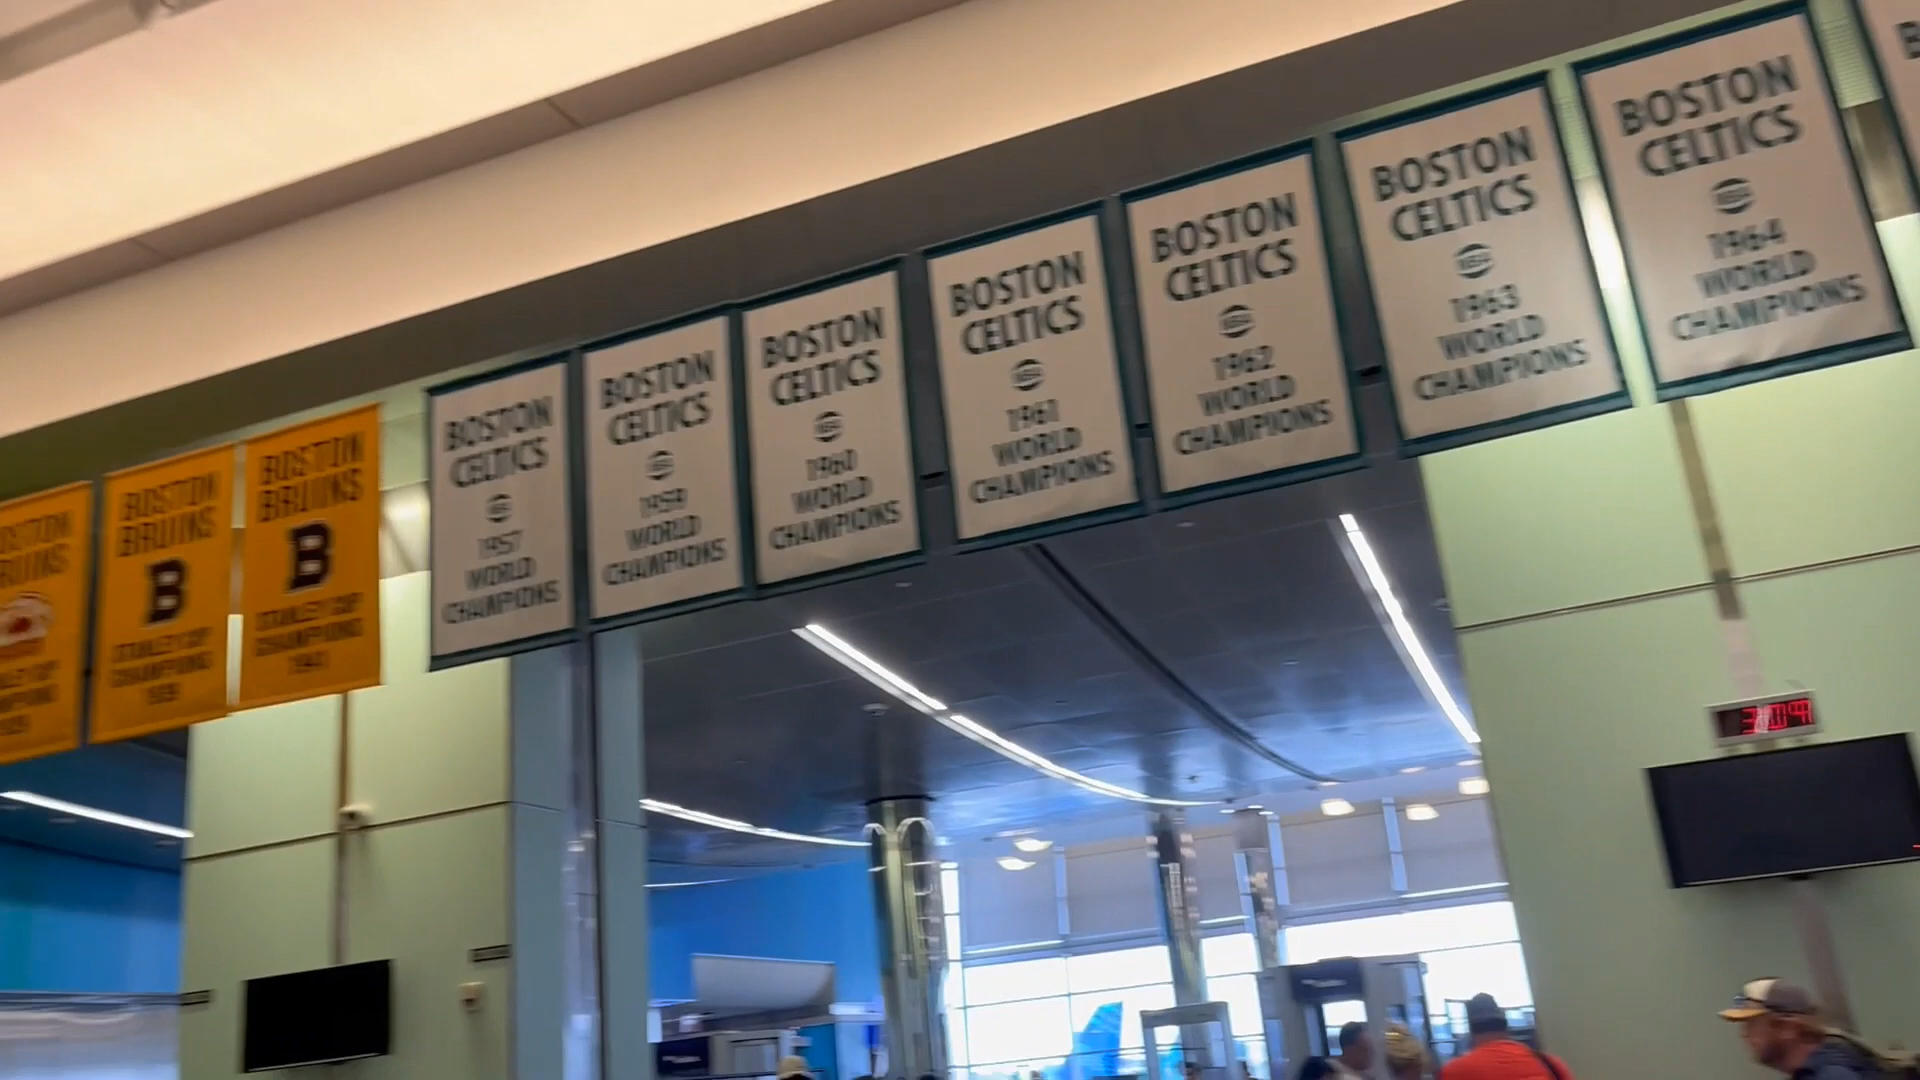 BOSTON
BRUINS
BOSTON
BRUINS
B
STANLEY CUP
CHAMPIONS
BOSTON
BRUINS
B
STANLEY CUP
CHAMPIONS
1941
BOSTON
CELTICS
1957
WORLD
CHAMPIONS
BOSTON
CELTICS
1959
WORLD
CHAMPIONS
BOSTON
CELTICS
1960
WORLD
CHAMPIONS
BOSTON
CELTICS
1961
WORLD
CHAMPIONS
BOSTON
CELTICS
1962
WORLD
CHAMPIONS
BOSTON
CELTICS
1963
WORLD
CHAMPIONS
BOSTON
CELTICS
1964
WORLD
CHAMPIONS